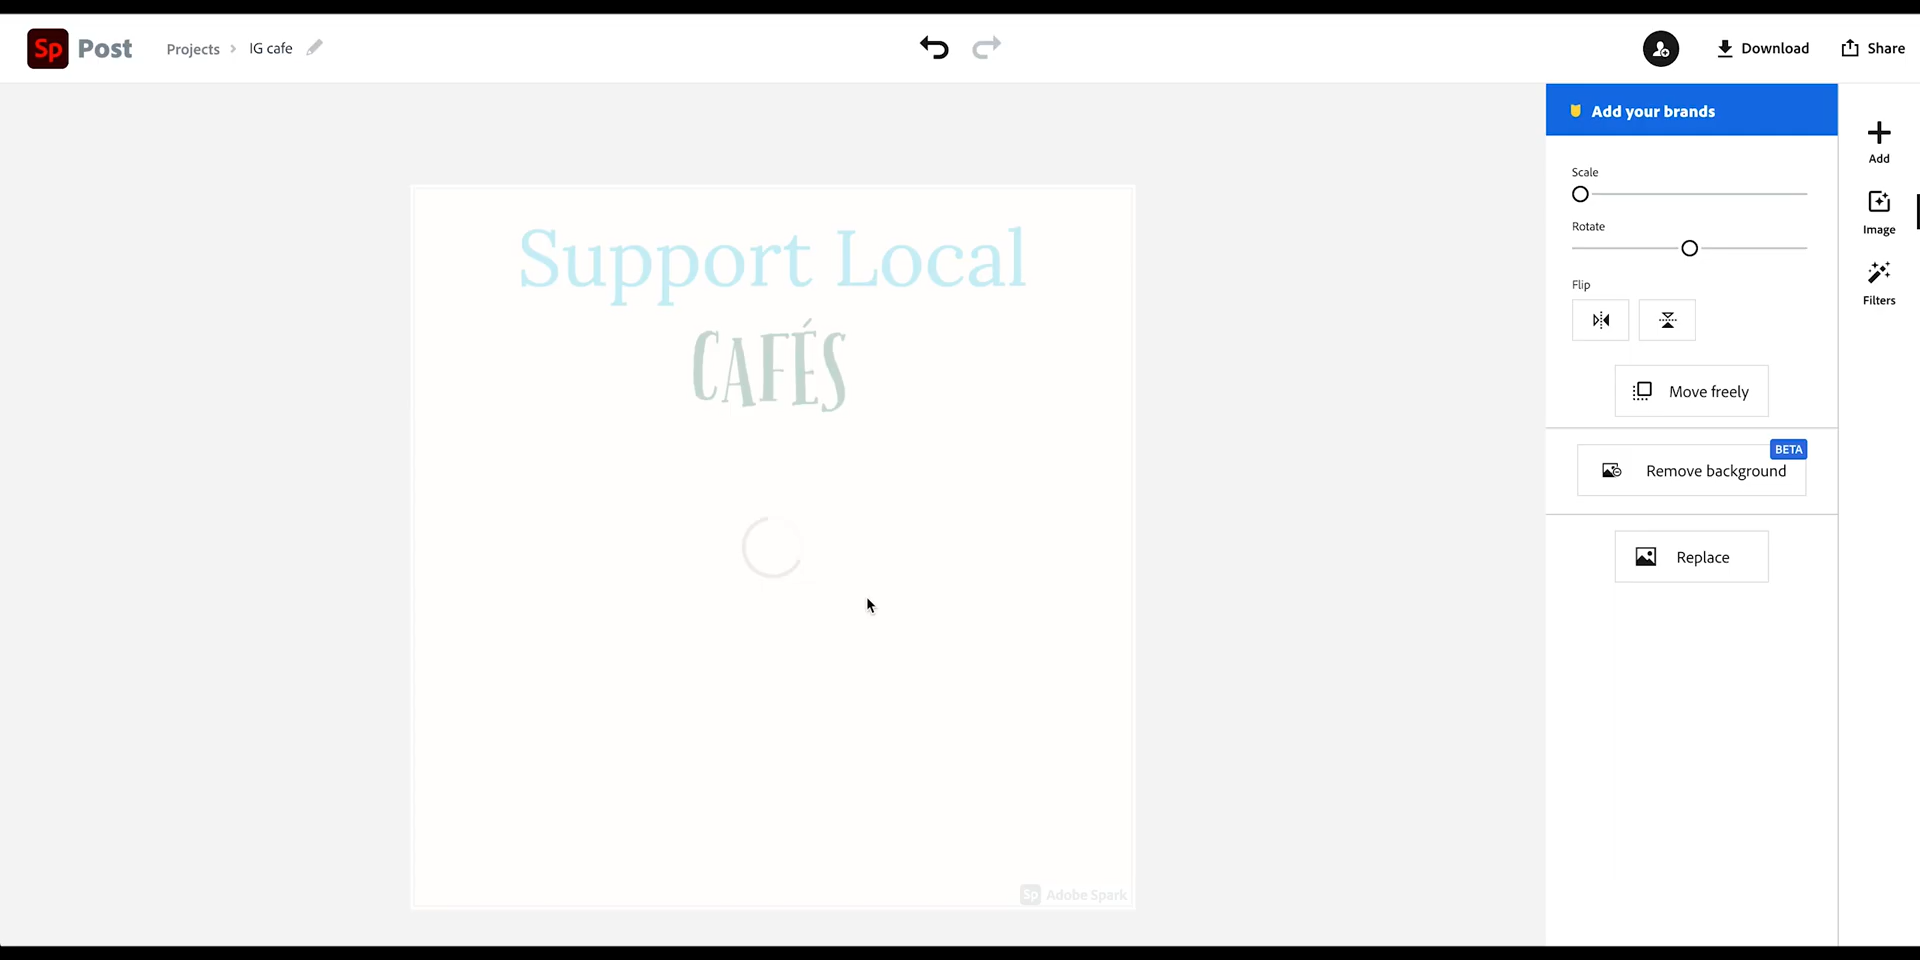 Sp Post
Projects > IG cafe
Download
Share
Add your brands
Scale
Rotate
Flip
Move freely
BETA
Remove background
Replace
Add
Image
Filters
Support Local
CAFÉS
Sp Adobe Spark